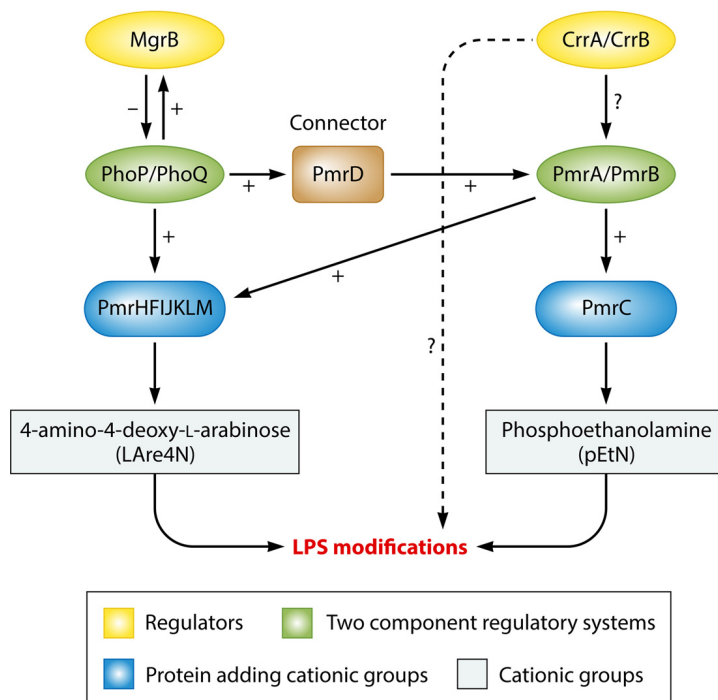 MgrB
CrrA/CrrB
–
+
?
Connector
PhoP/PhoQ
+
PmrD
+
PmrA/PmrB
+
+
+
PmrHFIJKLM
PmrC
?
4-amino-4-deoxy-L-arabinose
(LAre4N)
Phosphoethanolamine
(pEtN)
LPS modifications
Regulators
Two component regulatory systems
Protein adding cationic groups
Cationic groups